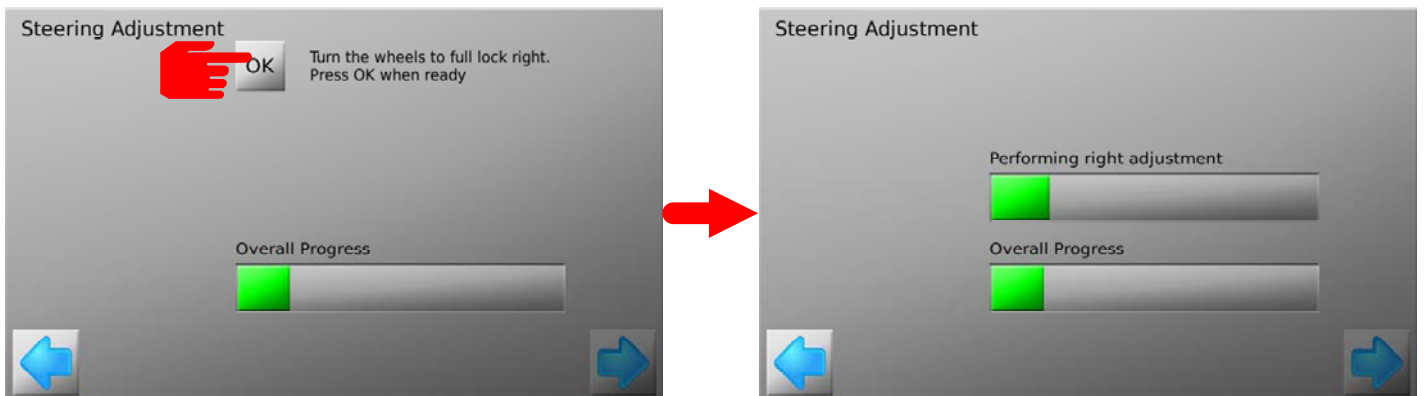 Steering Adjustment
OK
Turn the wheels to full lock right.
Press OK when ready
Overall Progress
Steering Adjustment
Performing right adjustment
Overall Progress